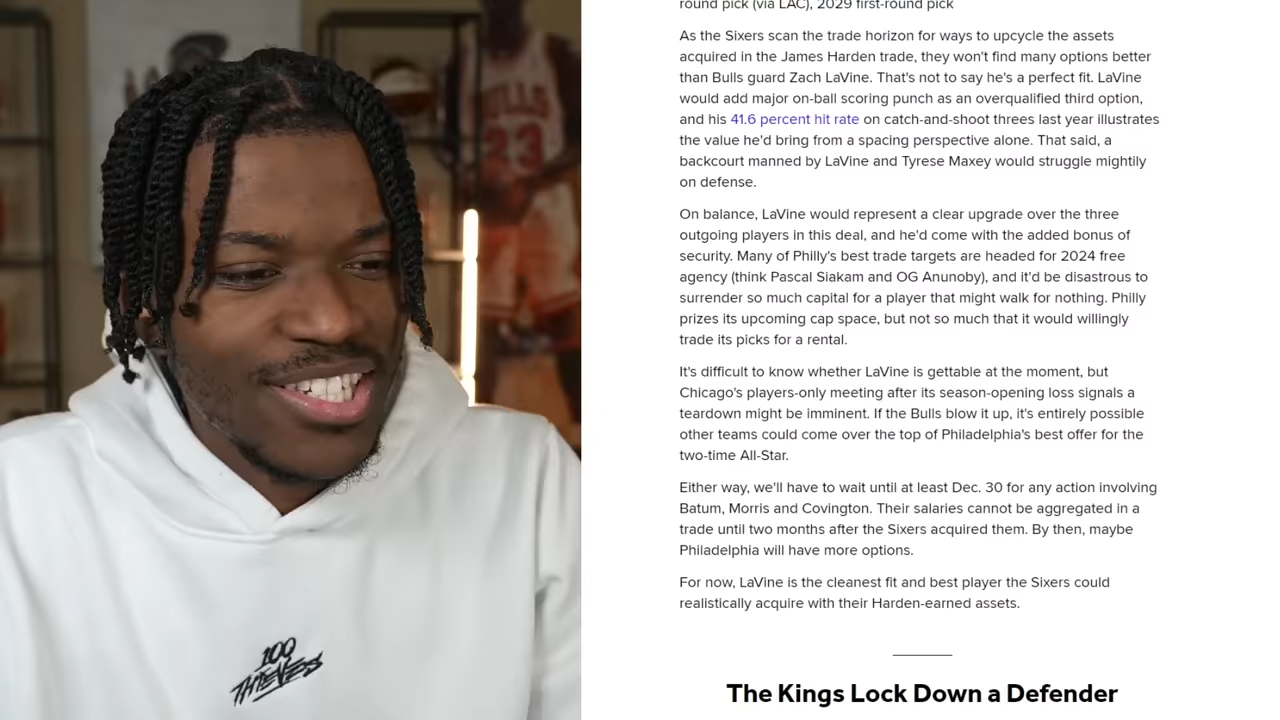 BULLS
23
100
THIEVES
round pick (via LAC), 2029 first-round pick
As the Sixers scan the trade horizon for ways to upcycle the assets
acquired in the James Harden trade, they won't find many options better
than Bulls guard Zach LaVine. That's not to say he's a perfect fit. LaVine
would add major on-ball scoring punch as an overqualified third option,
and his 41.6 percent hit rate on catch-and-shoot threes last year illustrates
the value he'd bring from a spacing perspective alone. That said, a
backcourt manned by LaVine and Tyrese Maxey would struggle mightily
on defense.
On balance, LaVine would represent a clear upgrade over the three
outgoing players in this deal, and he'd come with the added bonus of
security. Many of Philly's best trade targets are headed for 2024 free
agency (think Pascal Siakam and OG Anunoby), and it'd be disastrous to
surrender so much capital for a player that might walk for nothing. Philly
prizes its upcoming cap space, but not so much that it would willingly
trade its picks for a rental.
It's difficult to know whether LaVine is gettable at the moment, but
Chicago's players-only meeting after its season-opening loss signals a
teardown might be imminent. If the Bulls blow it up, it's entirely possible
other teams could come over the top of Philadelphia's best offer for the
two-time All-Star.
Either way, we'll have to wait until at least Dec. 30 for any action involving
Batum, Morris and Covington. Their salaries cannot be aggregated in a
trade until two months after the Sixers acquired them. By then, maybe
Philadelphia will have more options.
For now, LaVine is the cleanest fit and best player the Sixers could
realistically acquire with their Harden-earned assets.
The Kings Lock Down a Defender